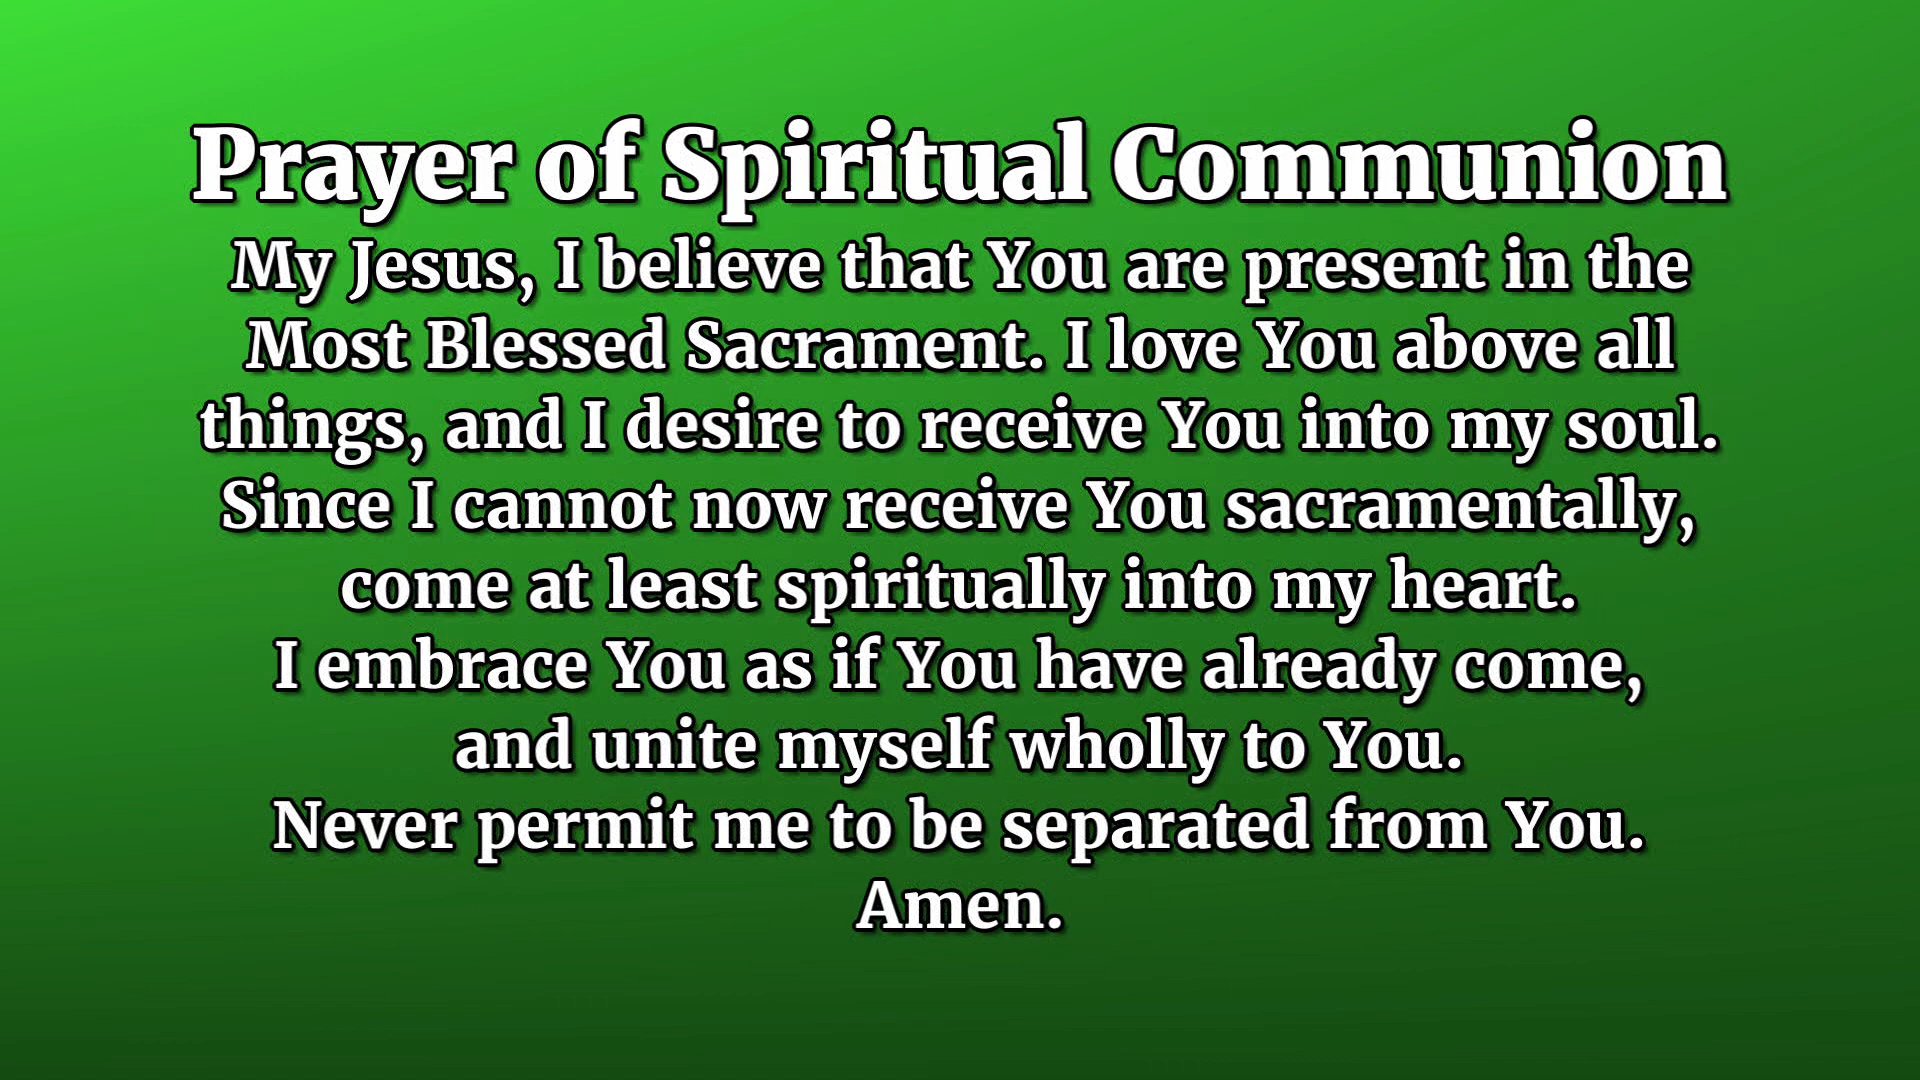 Prayer of Spiritual Communion
My Jesus, I believe that You are present in the
Most Blessed Sacrament. I love You above all
things, and I desire to receive You into my soul.
Since I cannot now receive You sacramentally,
come at least spiritually into my heart.
I embrace You as if You have already come,
and unite myself wholly to You.
Never permit me to be separated from You.
Amen.